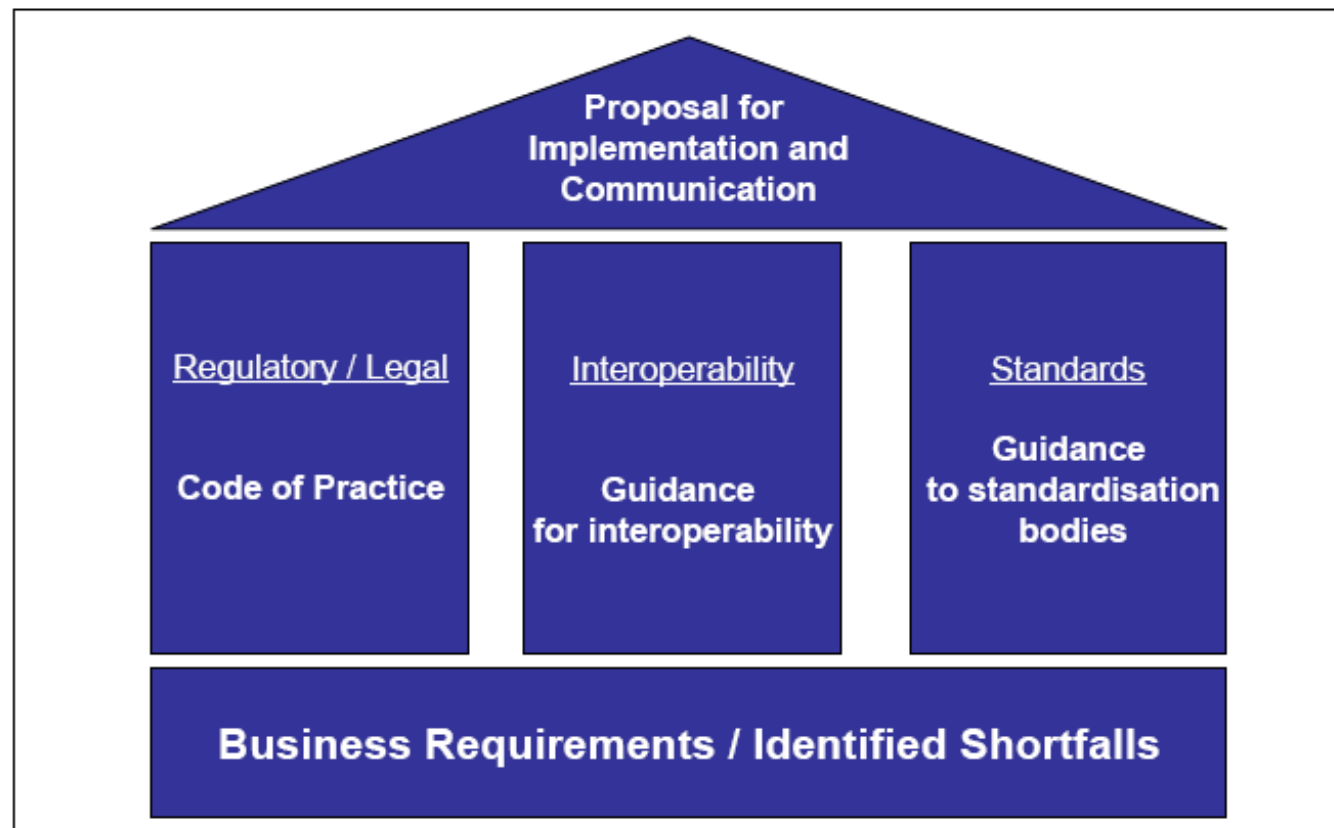 Proposal for
Implementation and
Communication
Regulatory / Legal
Code of Practice
Interoperability
Guidance
for interoperability
Standards
Guidance
to standardisation
bodies
Business Requirements / Identified Shortfalls